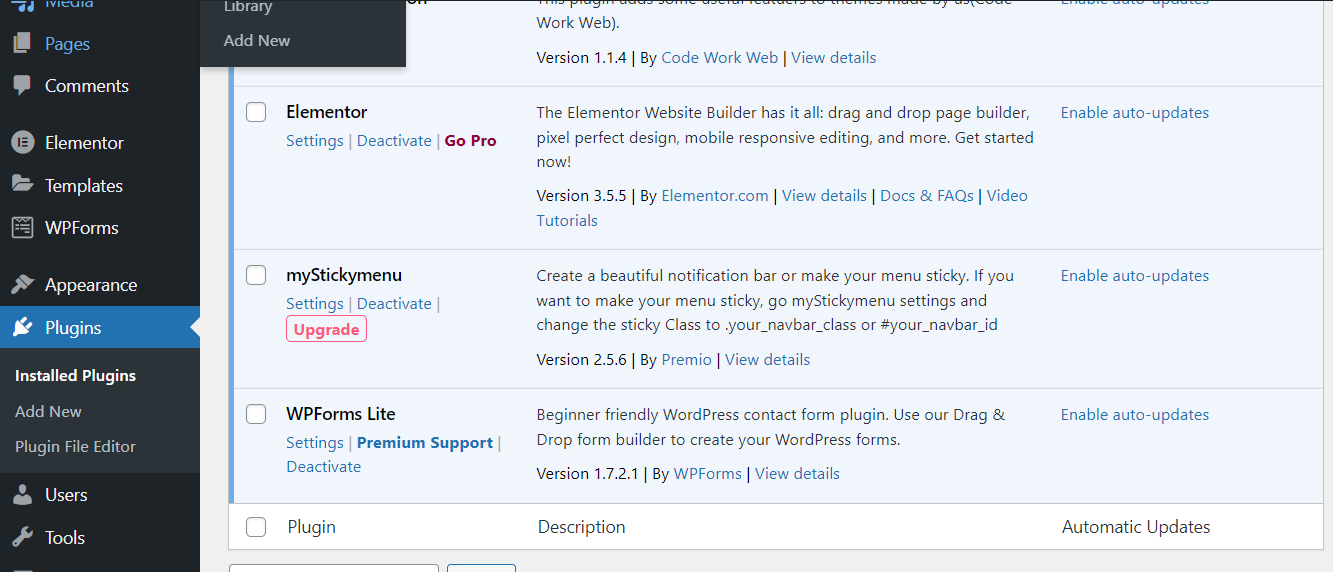 Media
Library
Add New
Pages
Comments
Elementor
Templates
WPForms
Appearance
Plugins
Installed Plugins
Add New
Plugin File Editor
Users
Tools
This plugin adds some useful featuers to themes made by us(Code
Work Web).
Version 1.1.4 | By Code Work Web | View details
Enable auto-updates
Elementor
Settings | Deactivate | Go Pro
The Elementor Website Builder has it all: drag and drop page builder,
pixel perfect design, mobile responsive editing, and more. Get started
now!
Version 3.5.5 | By Elementor.com | View details | Docs & FAQs | Video
Tutorials
Enable auto-updates
myStickymenu
Settings | Deactivate |
Upgrade
Create a beautiful notification bar or make your menu sticky. If you
want to make your menu sticky, go myStickymenu settings and
change the sticky Class to .your_navbar_class or #your_navbar_id
Version 2.5.6 | By Premio | View details
Enable auto-updates
WPForms Lite
Settings | Premium Support |
Deactivate
Beginner friendly WordPress contact form plugin. Use our Drag &
Drop form builder to create your WordPress forms.
Version 1.7.2.1 | By WPForms | View details
Enable auto-updates
Plugin
Description
Automatic Updates